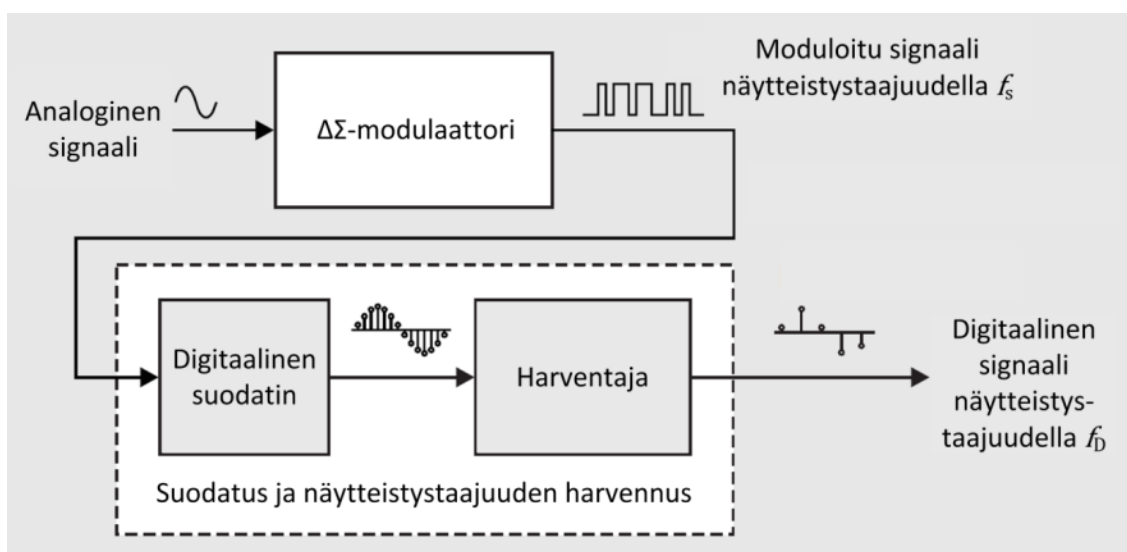 Analoginen
signaali
ΔΣ-modulaattori
Moduloitu signaali
näytteistystaajuudella fs
Digitaalinen
suodatin
Harventaja
Suodatus ja näytteistystaajuuden harvennus
Digitaalinen
signaali
näytteistys-
taajuudella fD